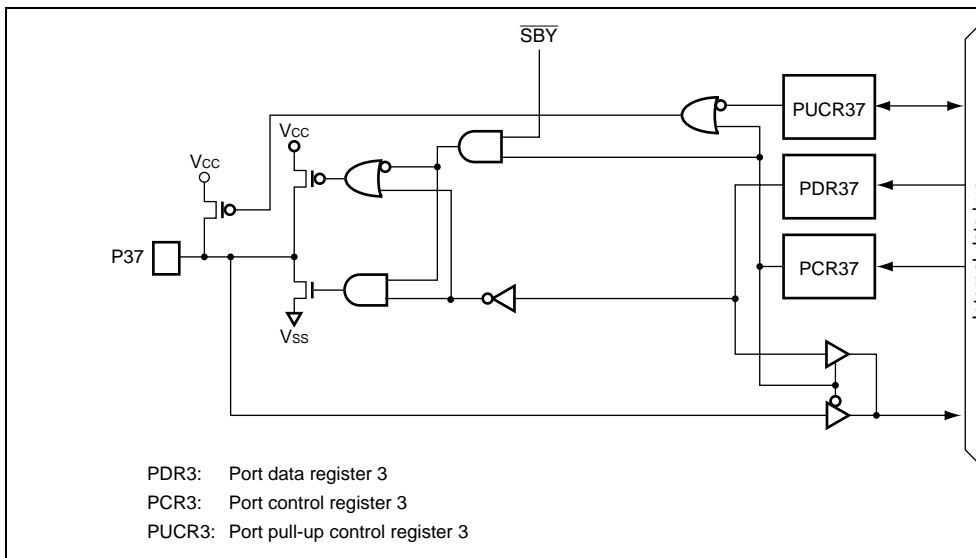 S̅B̅Y̅
PUCR37
VCC
VCC
PDR37
P37
PCR37
VSS
PDR3: Port data register 3
PCR3: Port control register 3
PUCR3: Port pull-up control register 3